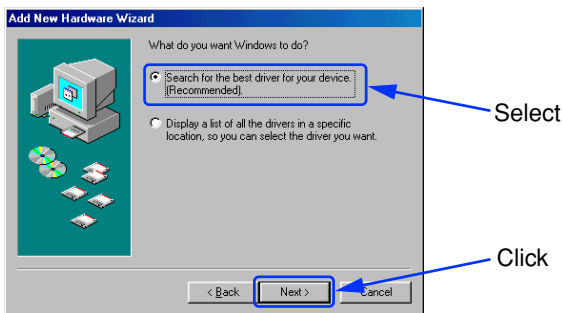 Add New Hardware Wizard
What do you want Windows to do?
Search for the best driver for your device.
(Recommended).
Select
Display a list of all the drivers in a specific
location, so you can select the driver you want.
Click
< Back
Next >
Cancel